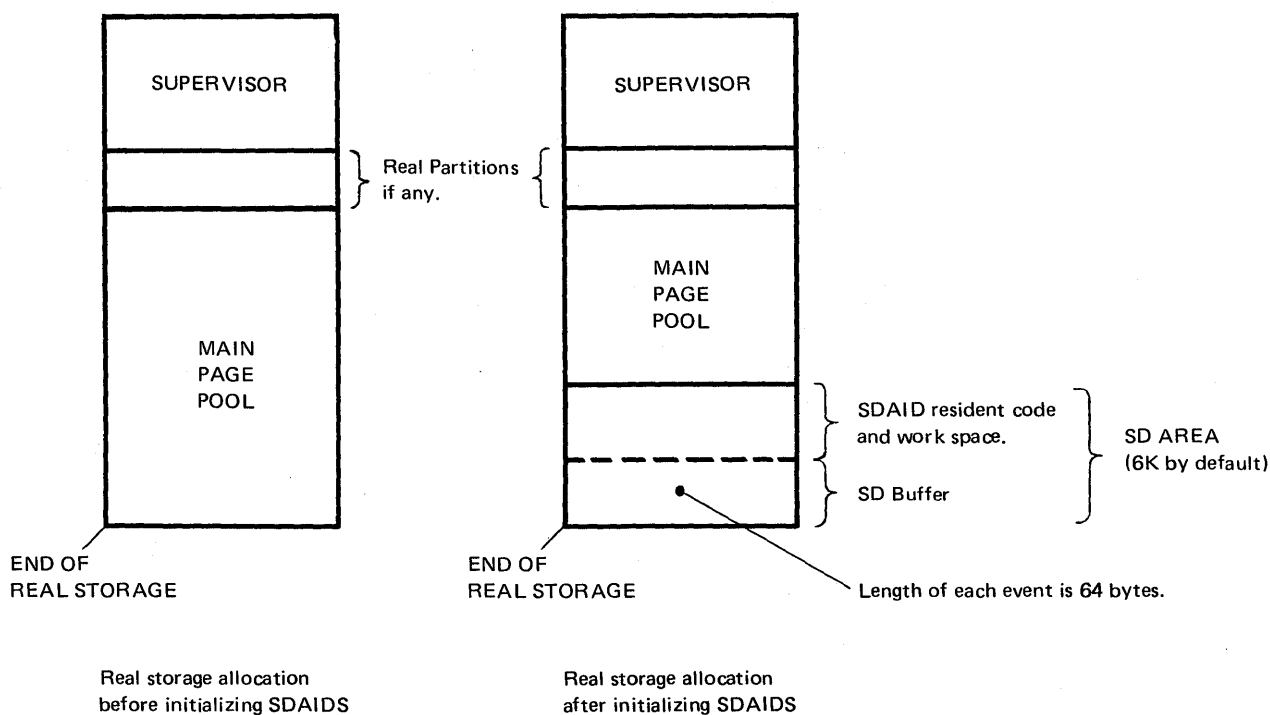 SUPERVISOR
SUPERVISOR
Real Partitions
if any.
MAIN
PAGE
POOL
MAIN
PAGE
POOL
SDAID resident code
and work space.
SD AREA
(6K by default)
SD Buffer
END OF
REAL STORAGE
END OF
REAL STORAGE
Length of each event is 64 bytes.
Real storage allocation
before initializing SDAIDS
Real storage allocation
after initializing SDAIDS